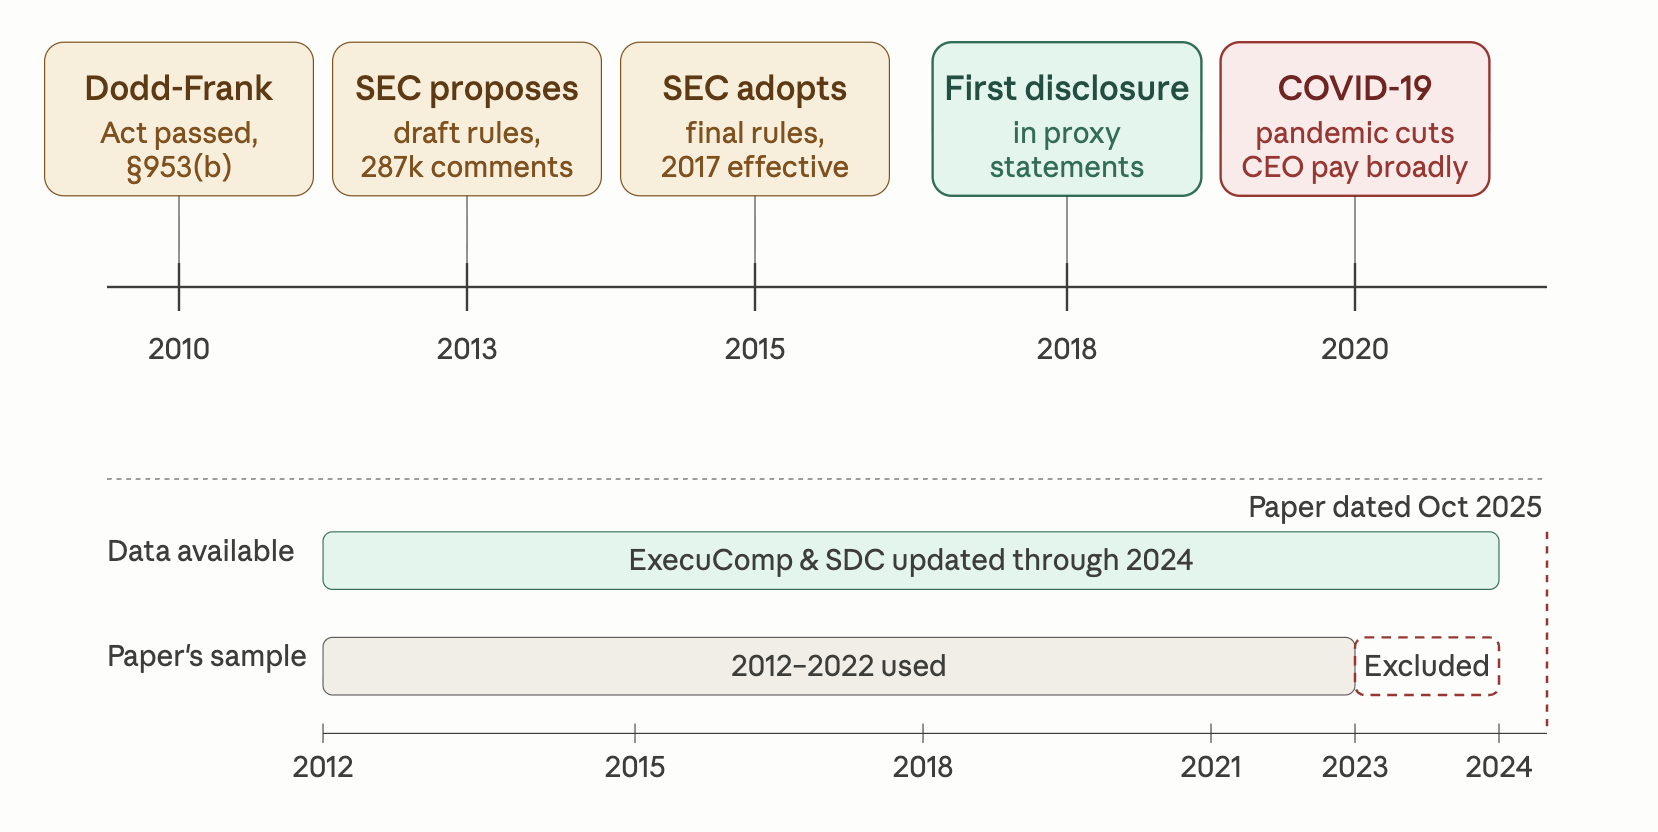 Dodd-Frank
Act passed,
§953(b)
SEC proposes
draft rules,
287k comments
SEC adopts
final rules,
2017 effective
First disclosure
in proxy
statements
COVID-19
pandemic cuts
CEO pay broadly
2010
2013
2015
2018
2020
Paper dated Oct 2025
Data available
ExecuComp & SDC updated through 2024
Paper's sample
2012–2022 used
Excluded
2012
2015
2018
2021
2023
2024